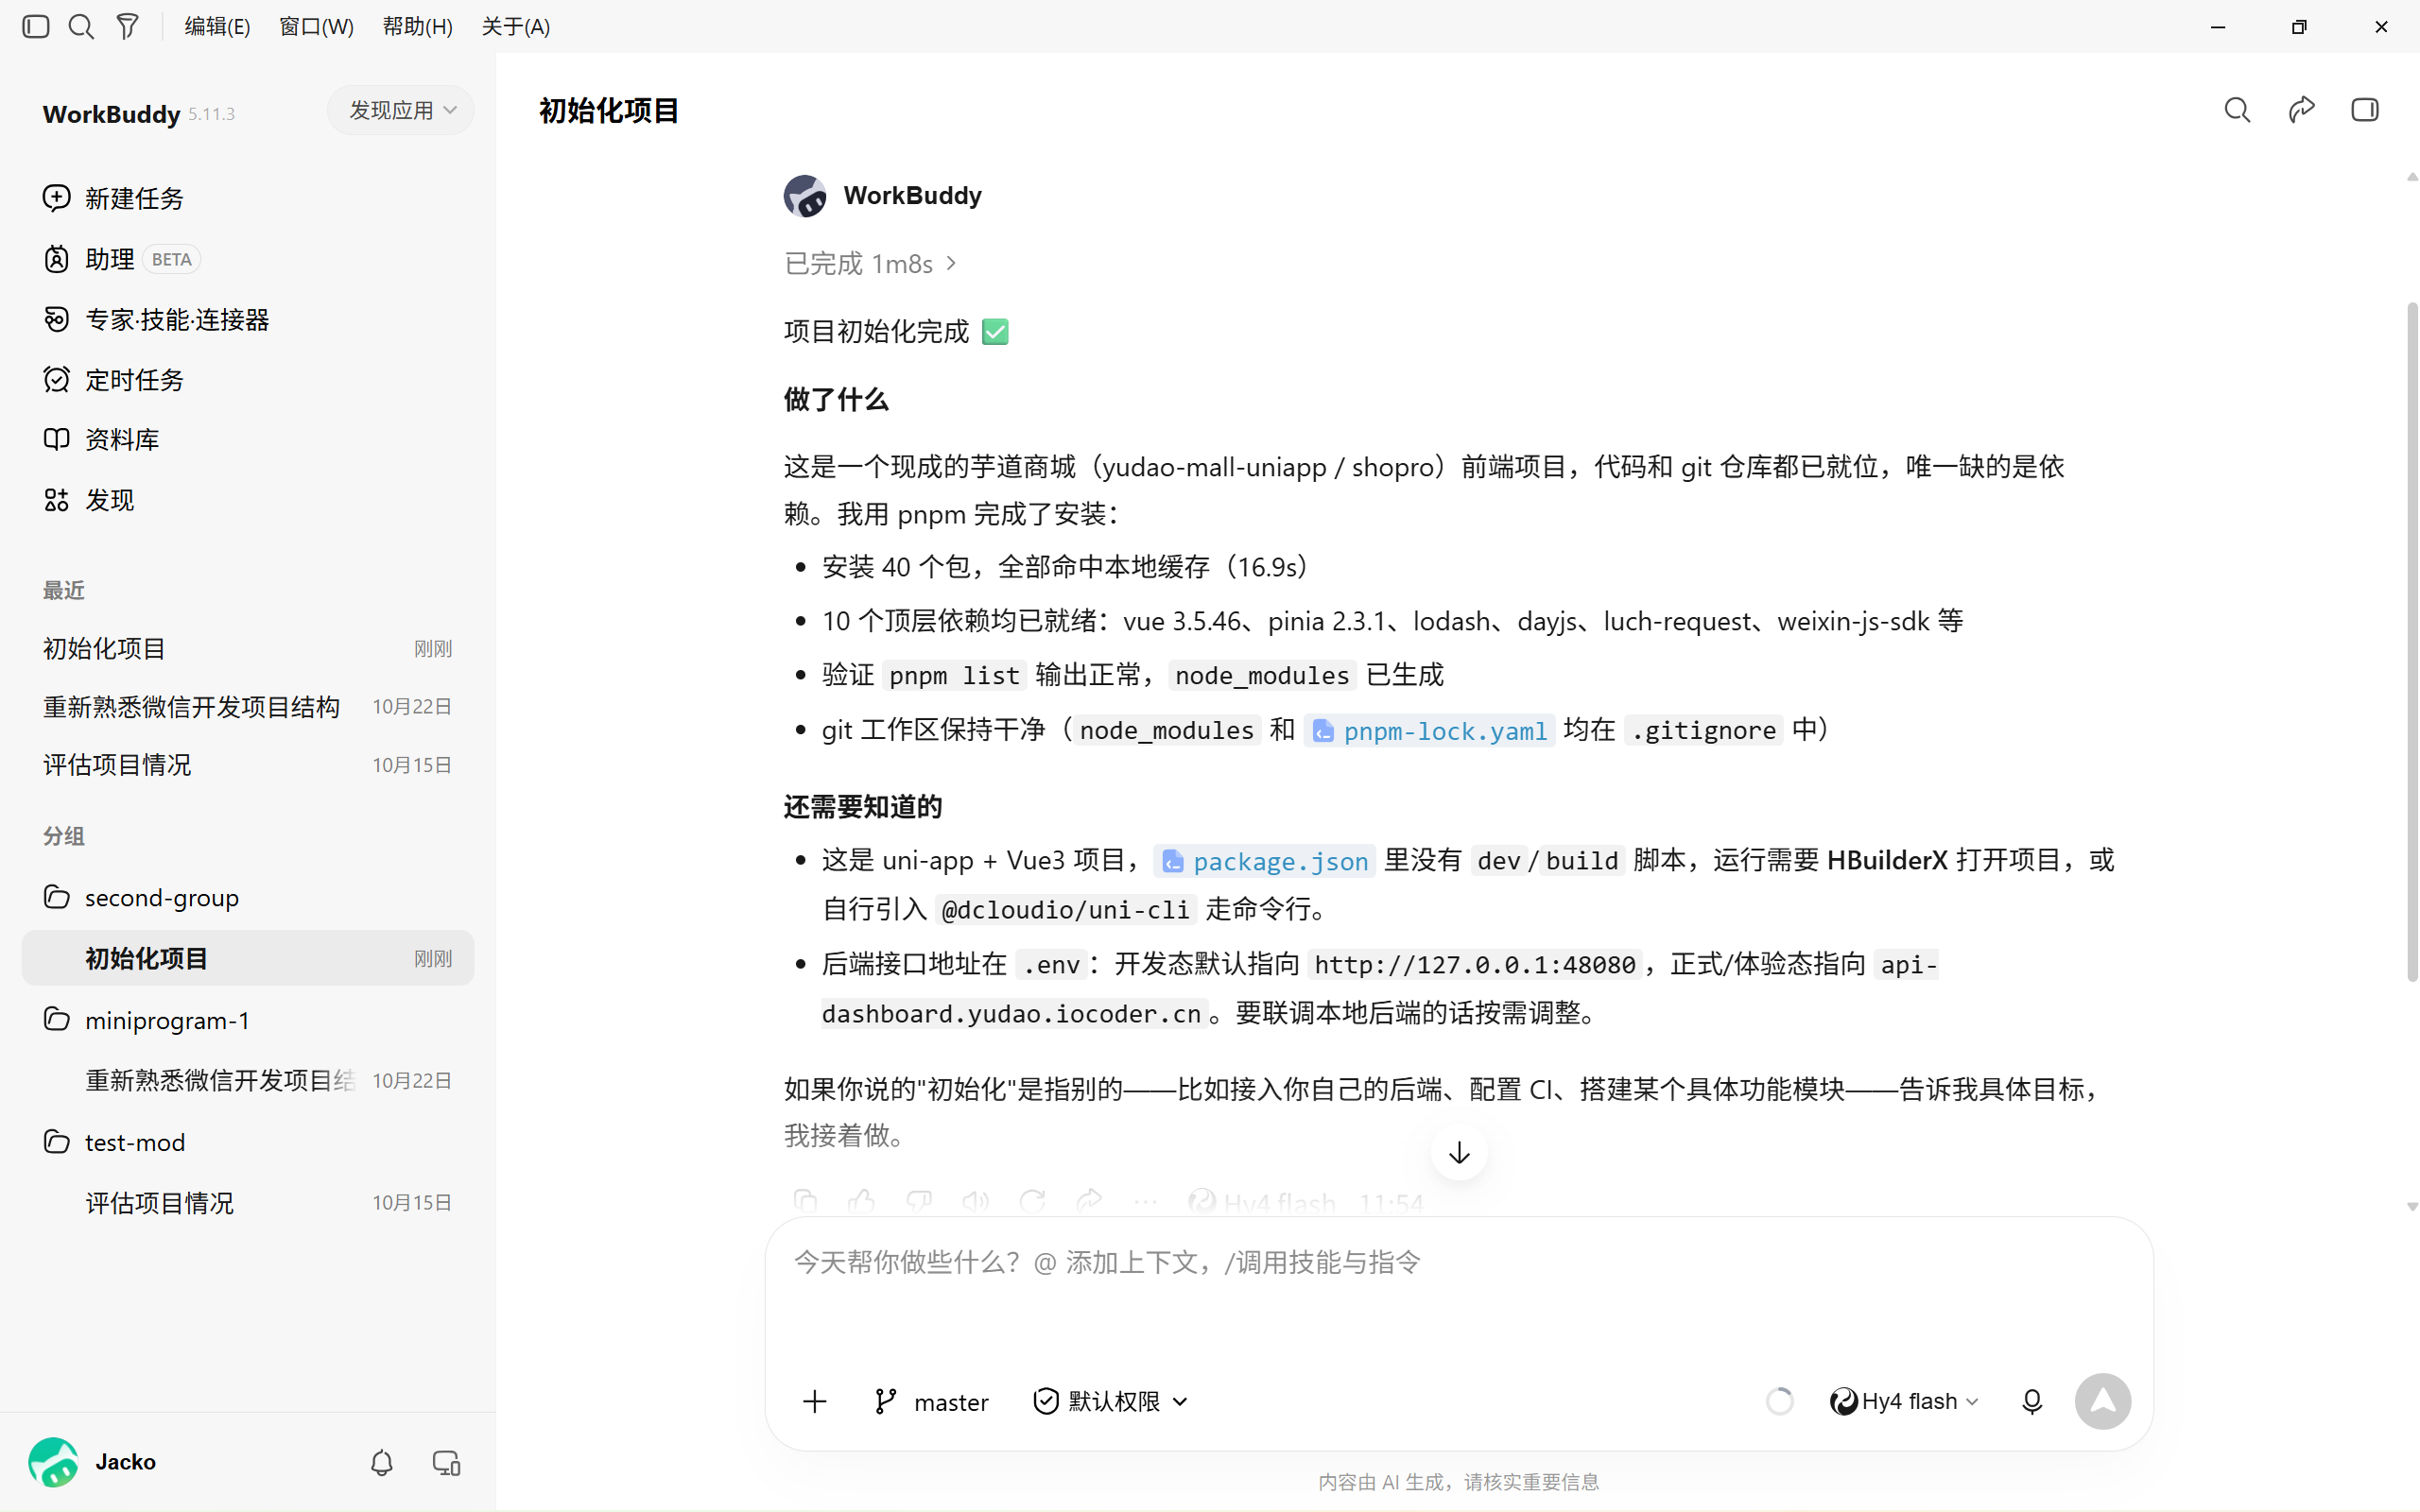 编辑(E) 窗口(W) 帮助(H) 关于(A)
WorkBuddy 5.11.3 发现应用
新建任务
助理 BETA
专家·技能·连接器
定时任务
资料库
发现
最近
初始化项目 刚刚
重新熟悉微信开发项目结构 10月22日
评估项目情况 10月15日
分组
second-group
初始化项目 刚刚
miniprogram-1
重新熟悉微信开发项目结 10月22日
test-mod
评估项目情况 10月15日
Jacko
初始化项目
WorkBuddy
已完成 1m8s
项目初始化完成 ✅
做了什么
这是一个现成的芋道商城（yudao-mall-uniapp / shopro）前端项目，代码和 git 仓库都已就位，唯一缺的是依
赖。我用 pnpm 完成了安装：
• 安装 40 个包，全部命中本地缓存（16.9s）
• 10 个顶层依赖均已就绪：vue 3.5.46、pinia 2.3.1、lodash、dayjs、luch-request、weixin-js-sdk 等
• 验证 pnpm list 输出正常，node_modules 已生成
• git 工作区保持干净（node_modules 和 pnpm-lock.yaml 均在 .gitignore 中）
还需要知道的
• 这是 uni-app + Vue3 项目，package.json 里没有 dev/build 脚本，运行需要 HBuilderX 打开项目，或
自行引入 @dcloudio/uni-cli 走命令行。
• 后端接口地址在 .env：开发态默认指向 http://127.0.0.1:48080，正式/体验态指向 api-
dashboard.yudao.iocoder.cn。要联调本地后端的话按需调整。
如果你说的"初始化"是指别的——比如接入你自己的后端、配置 CI、搭建某个具体功能模块——告诉我具体目标，
我接着做。
Hy4 flash 11:54
今天帮你做些什么？@ 添加上下文，/调用技能与指令
master 默认权限 Hy4 flash
内容由 AI 生成，请核实重要信息